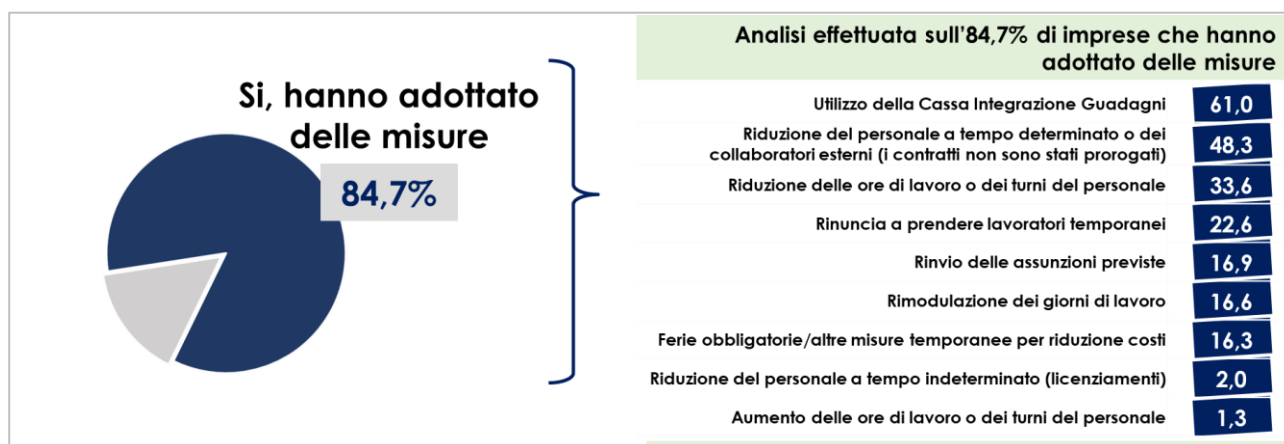 Si, hanno adottato
delle misure
84,7%
Analisi effettuata sull'84,7% di imprese che hanno
adottato delle misure
Utilizzo della Cassa Integrazione Guadagni 61,0
Riduzione del personale a tempo determinato o dei
collaboratori esterni (i contratti non sono stati prorogati) 48,3
Riduzione delle ore di lavoro o dei turni del personale 33,6
Rinuncia a prendere lavoratori temporanei 22,6
Rinvio delle assunzioni previste 16,9
Rimodulazione dei giorni di lavoro 16,6
Ferie obbligatorie/altre misure temporanee per riduzione costi 16,3
Riduzione del personale a tempo indeterminato (licenziamenti) 2,0
Aumento delle ore di lavoro o dei turni del personale 1,3